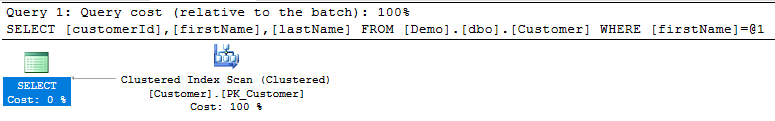 Query 1: Query cost (relative to the batch): 100%
SELECT [customerId],[firstName],[lastName] FROM [Demo].[dbo].[Customer] WHERE [firstName]=@1
SELECT
Cost: 0 %
Clustered Index Scan (Clustered)
[Customer].[PK_Customer]
Cost: 100 %